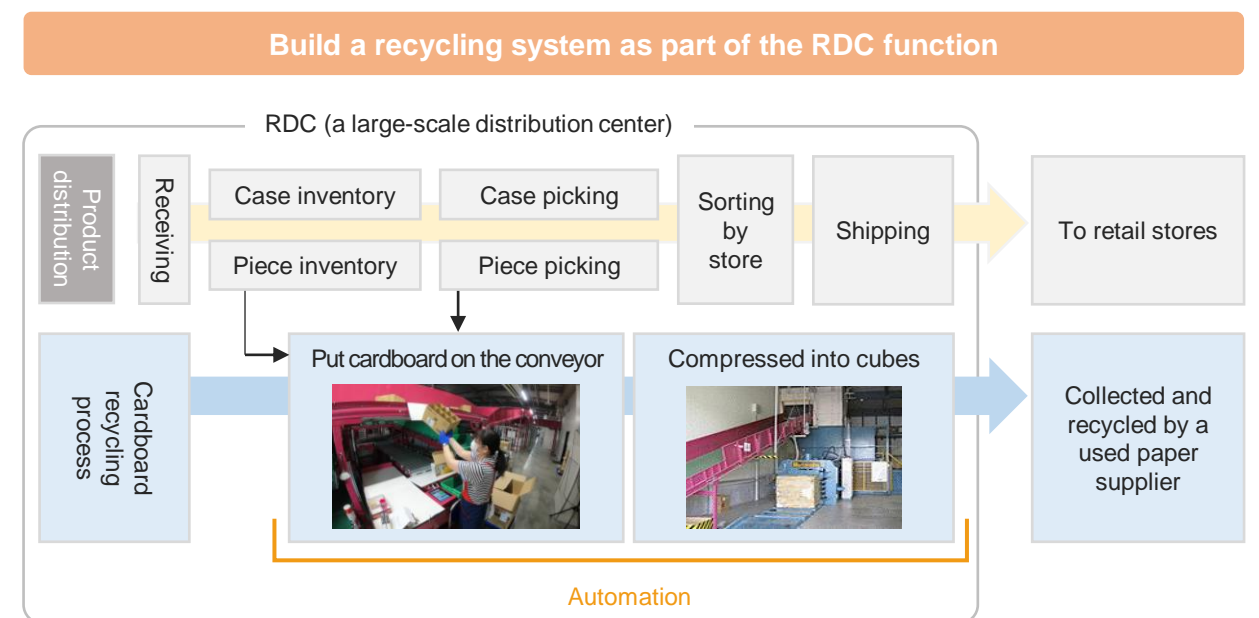 Build a recycling system as part of the RDC function
RDC (a large-scale distribution center)
Product
distribution
Receiving
Case inventory
Case picking
Piece inventory
Piece picking
Sorting
by
store
Shipping
To retail stores
Cardboard
recycling
process
Put cardboard on the conveyor
Compressed into cubes
Collected and
recycled by a
used paper
supplier
Automation